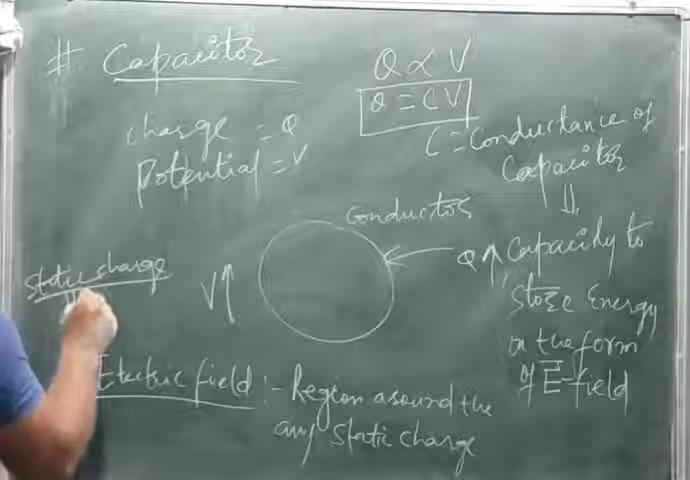 # Capacitor
Q ∝ V
Q = CV
charge = Q
Potential = V
C = Conductance of
Capacitor
⇓
Conductor
Q↑ Capacity to
Store Energy
in the form
of E-field
V↑
Static charge
Electric field :- Region around the
any static charge